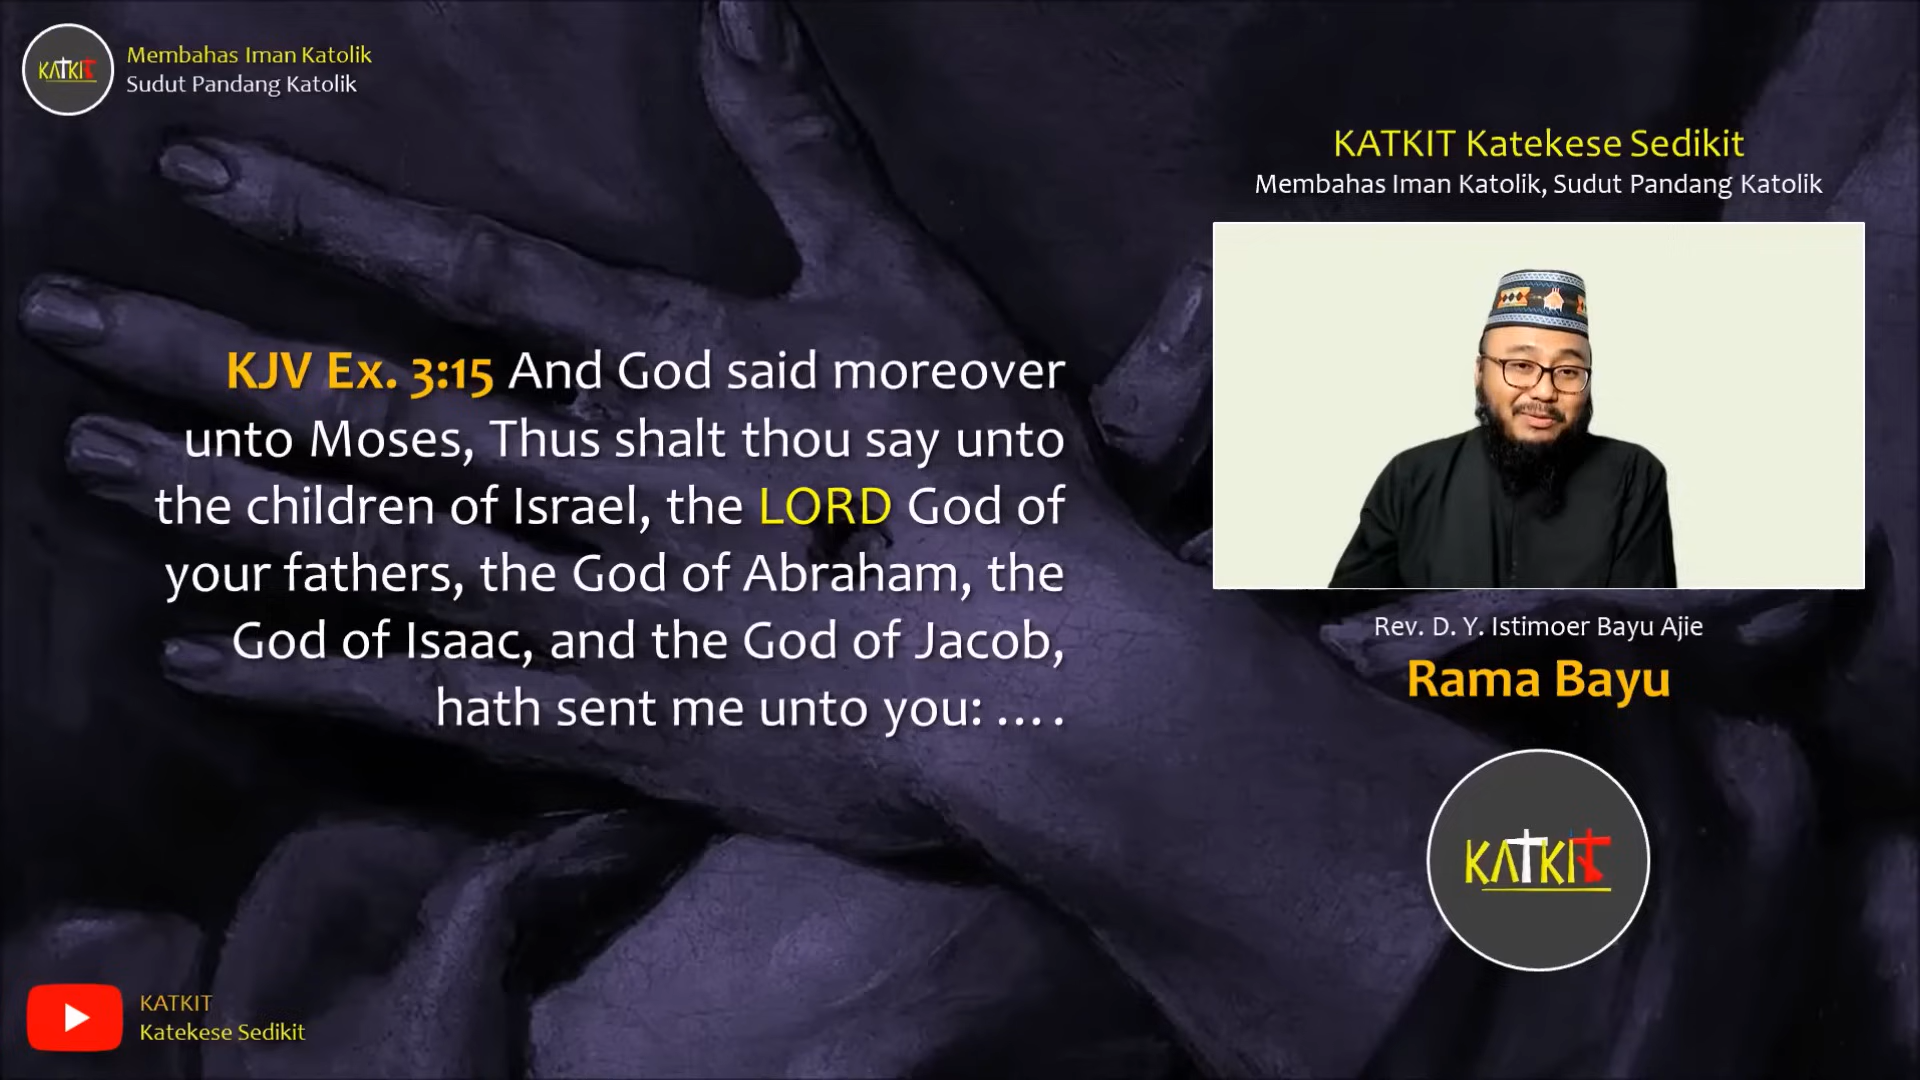 KATKIT
Membahas Iman Katolik
Sudut Pandang Katolik
KATKIT Katekese Sedikit
Membahas Iman Katolik, Sudut Pandang Katolik
KJV Ex. 3:15 And God said moreover
unto Moses, Thus shalt thou say unto
the children of Israel, the LORD God of
your fathers, the God of Abraham, the
God of Isaac, and the God of Jacob,
hath sent me unto you: ….
Rev. D. Y. Istimoer Bayu Ajie
Rama Bayu
KATKIT
KATKIT
Katekese Sedikit